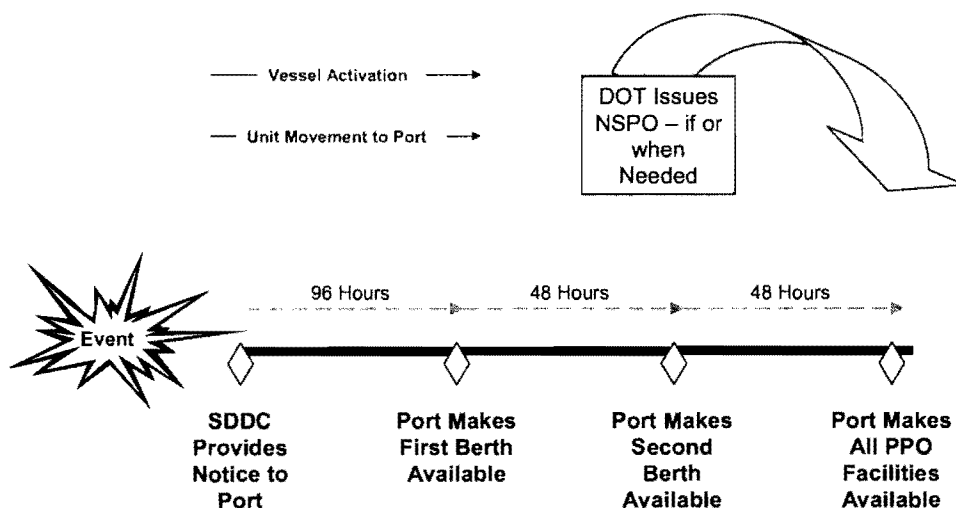 Vessel Activation
Unit Movement to Port
DOT Issues
NSPO – if or
when
Needed
Event
96 Hours
48 Hours
48 Hours
SDDC
Provides
Notice to
Port
Port Makes
First Berth
Available
Port Makes
Second
Berth
Available
Port Makes
All PPO
Facilities
Available